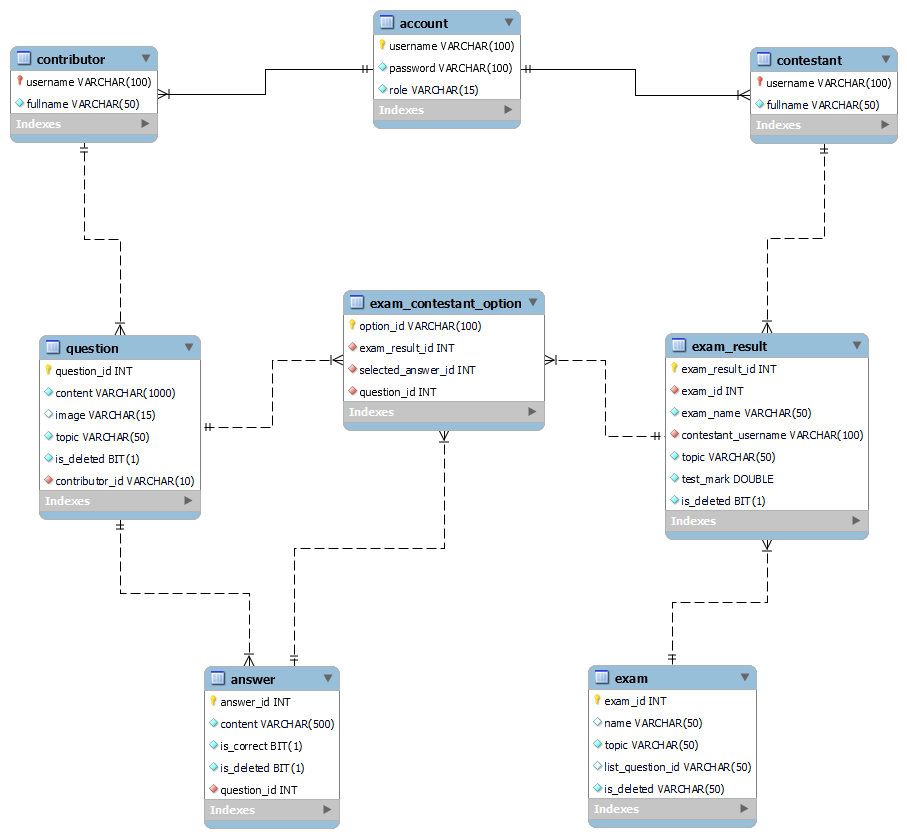 account
username VARCHAR(100)
password VARCHAR(100)
role VARCHAR(15)
Indexes
contributor
username VARCHAR(100)
fullname VARCHAR(50)
Indexes
contestant
username VARCHAR(100)
fullname VARCHAR(50)
Indexes
exam_contestant_option
option_id VARCHAR(100)
exam_result_id INT
selected_answer_id INT
question_id INT
Indexes
question
question_id INT
content VARCHAR(1000)
image VARCHAR(15)
topic VARCHAR(50)
is_deleted BIT(1)
contributor_id VARCHAR(10)
Indexes
exam_result
exam_result_id INT
exam_id INT
exam_name VARCHAR(50)
contestant_username VARCHAR(100)
topic VARCHAR(50)
test_mark DOUBLE
is_deleted BIT(1)
Indexes
answer
answer_id INT
content VARCHAR(500)
is_correct BIT(1)
is_deleted BIT(1)
question_id INT
Indexes
exam
exam_id INT
name VARCHAR(50)
topic VARCHAR(50)
list_question_id VARCHAR(50)
is_deleted VARCHAR(50)
Indexes